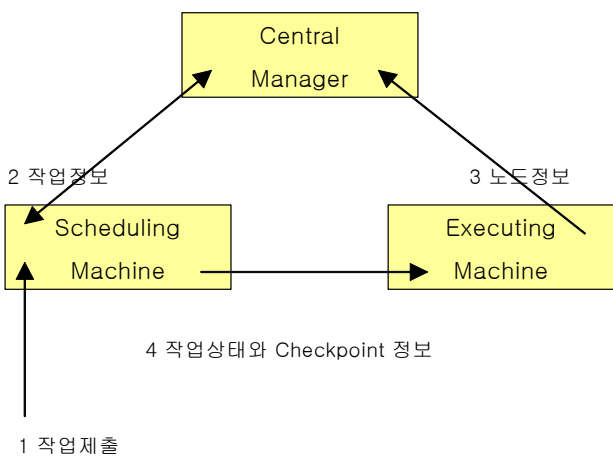 Central
Manager
2 작업정보
3 노드정보
Scheduling
Machine
Executing
Machine
4 작업상태와 Checkpoint 정보
1 작업제출